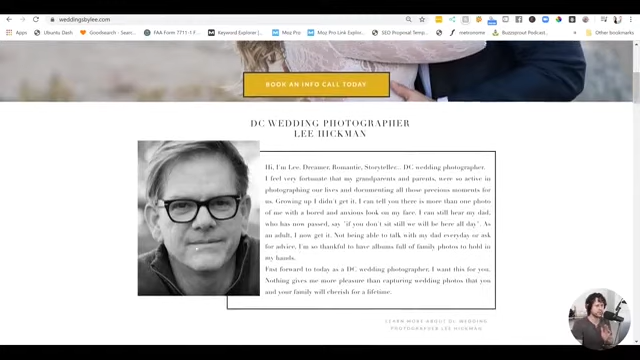 weddingsbylee.com
Apps
Ubuntu Dash
Goodsearch - Sear...
FAA Form 7711-1 F...
Keyword Explorer |...
Moz Pro
Moz Pro Link Explor...
SEO Proposal Temp...
metronome
Buzzsprout Podcast...
Other bookmarks
BOOK AN INFO CALL TODAY
DC WEDDING PHOTOGRAPHER
LEE HICKMAN
Hi, I'm Lee. Dreamer, Romantic, Storyteller... DC wedding photographer.
I feel very fortunate that my grandparents and parents, were so active in
photographing our lives and documenting all those precious moments for
us. Growing up I didn't get it. I can tell you there is more than one photo
of me with a bored and anxious look on my face. I can still hear my dad,
who has now passed, say "if you don't sit still we will be here all day". As
an adult, I now get it. Not being able to talk with my dad everyday or ask
for advice, I'm so thankful to have albums full of family photos to hold in
my hands.
Fast forward to today as a DC wedding photographer, I want this for you.
Nothing gives me more pleasure than capturing wedding photos that you
and your family will cherish for a lifetime.
LEARN MORE ABOUT DC WEDDING
PHOTOGRAPHER LEE HICKMAN